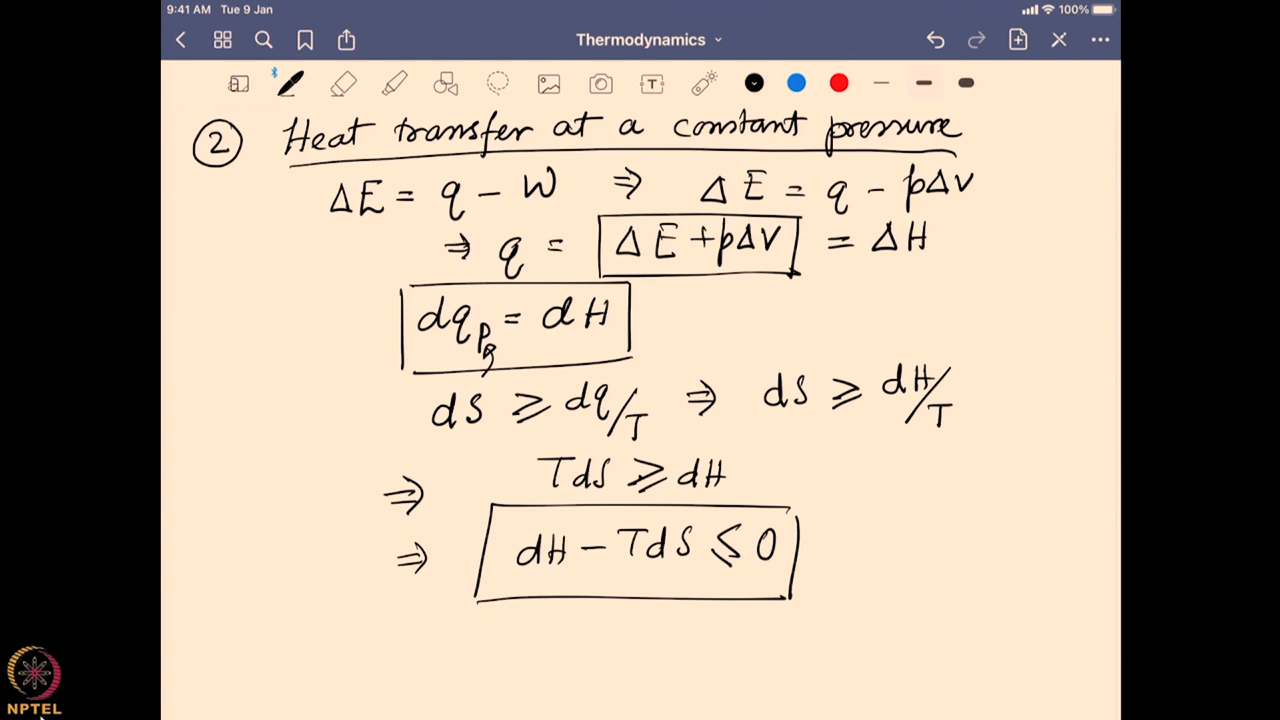 9:41 AM Tue 9 Jan
100%
Thermodynamics
T
② Heat transfer at a constant pressure
ΔE = q - W ⇒ ΔE = q - pΔV
⇒ q = ΔE + pΔV = ΔH
dq_p = dH
dS ≥ dq/T ⇒ dS ≥ dH/T
⇒ TdS ≥ dH
⇒ dH - TdS ≤ 0
NPTEL